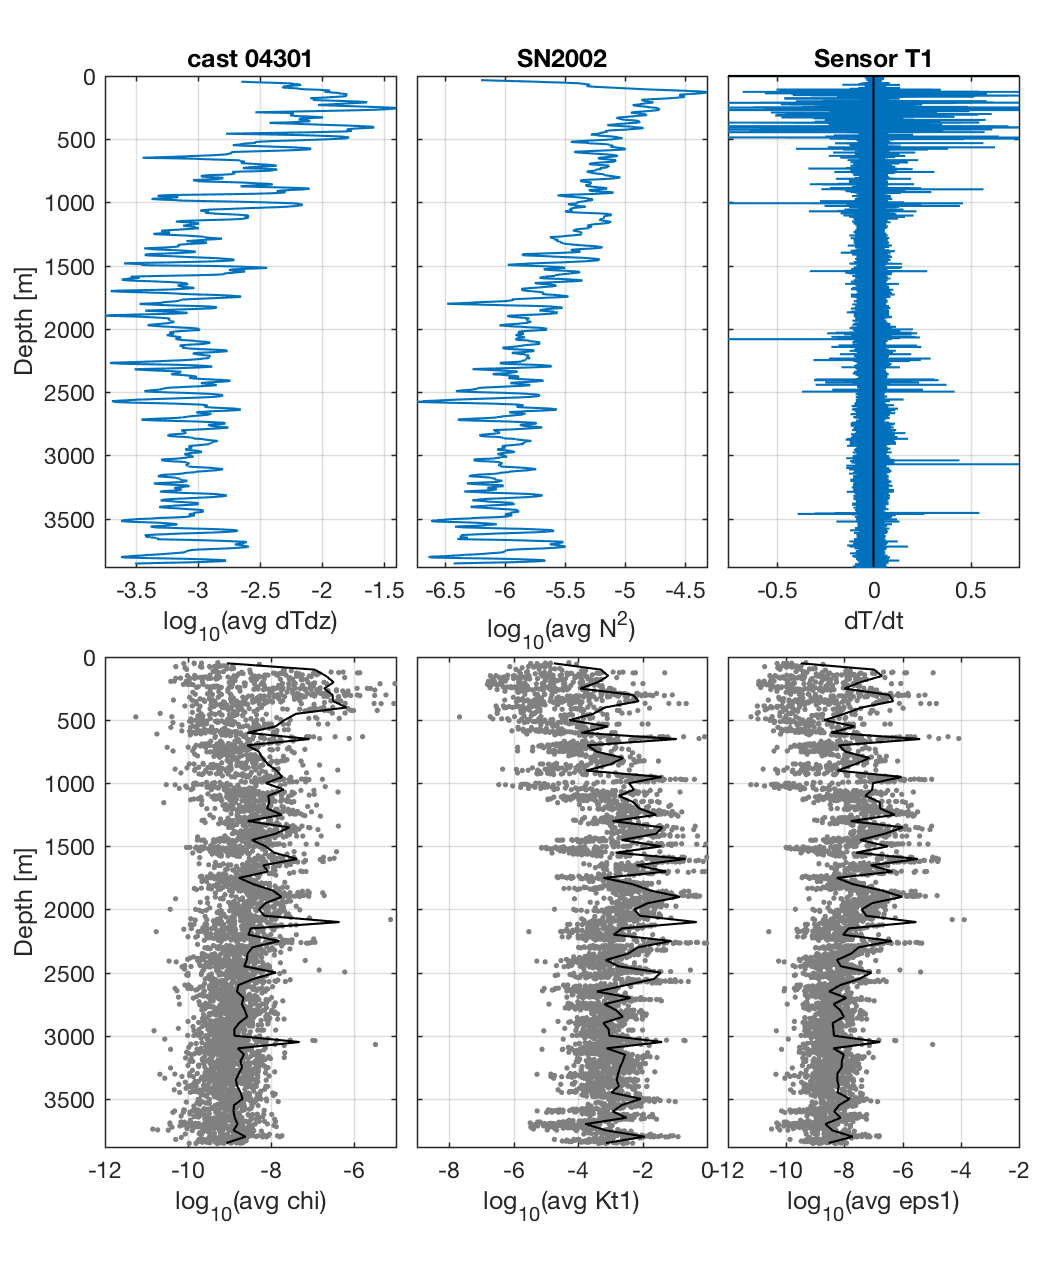 cast 04301
SN2002
Sensor T1
0
500
1000
1500
2000
2500
3000
3500
Depth [m]
-3.5 -3 -2.5 -2 -1.5
log10(avg dTdz)
-6.5 -6 -5.5 -5 -4.5
log10(avg N2)
-0.5 0 0.5
dT/dt
0
500
1000
1500
2000
2500
3000
3500
Depth [m]
-12 -10 -8 -6
log10(avg chi)
-8 -6 -4 -2 0
log10(avg Kt1)
-12 -10 -8 -6 -4 -2
log10(avg eps1)